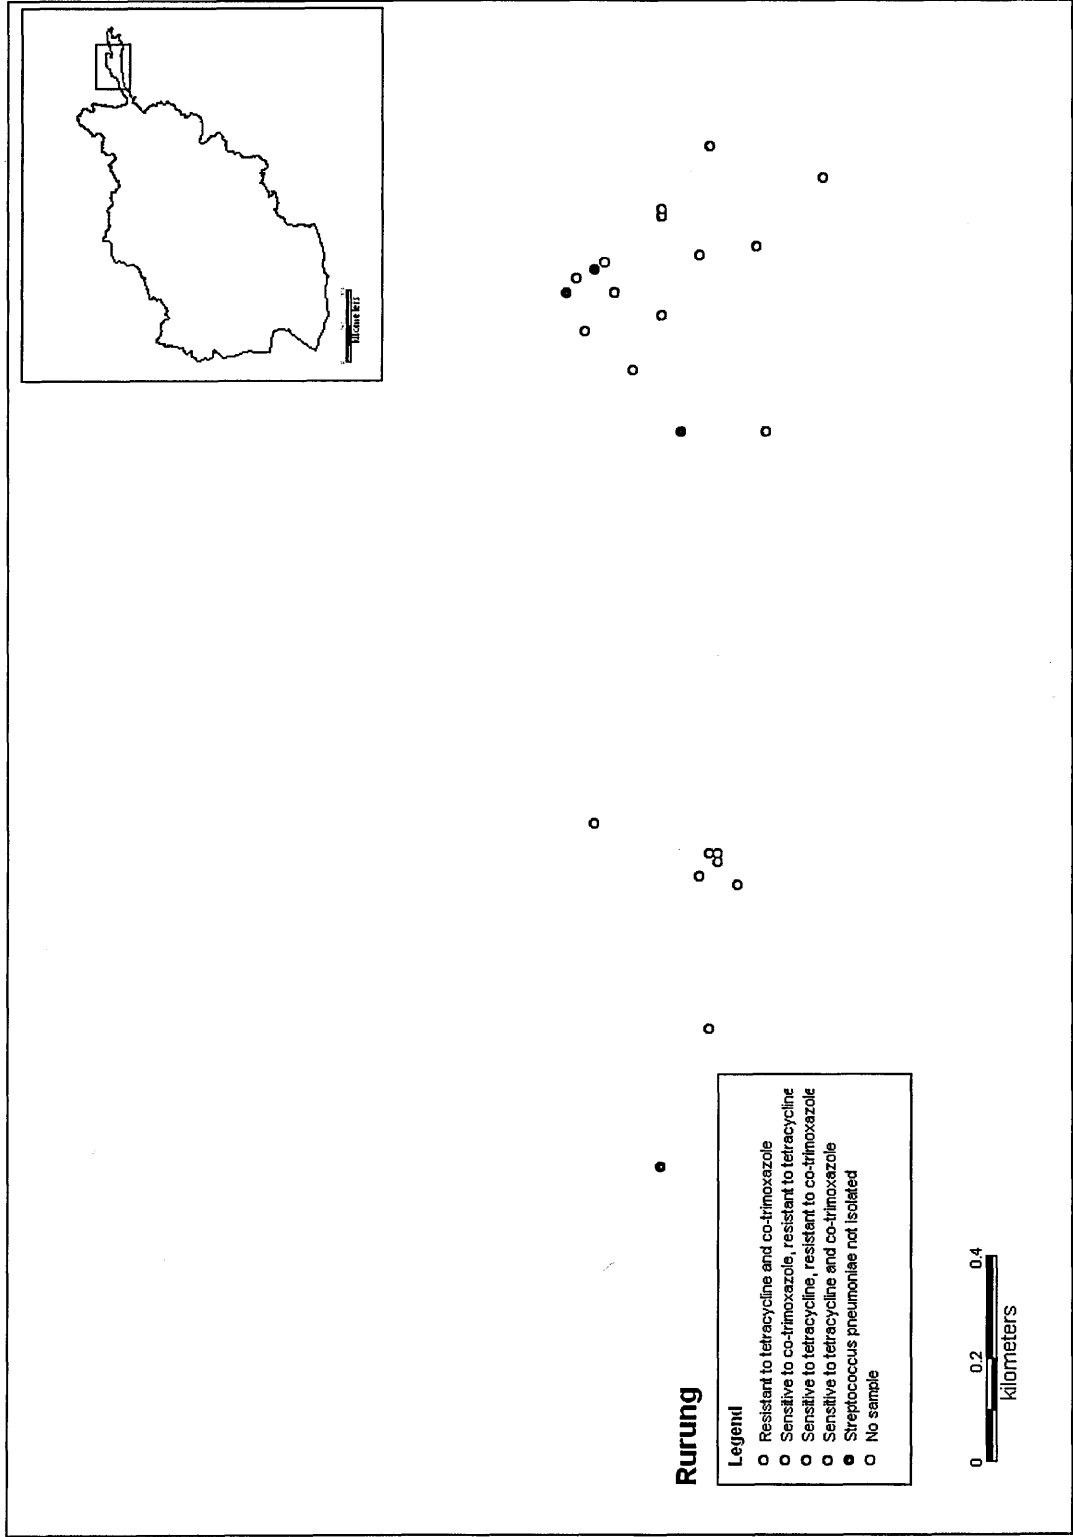 Rurung
Legend
Resistant to tetracycline and co-trimoxazole
Sensitive to co-trimoxazole, resistant to tetracycline
Sensitive to tetracycline, resistant to co-trimoxazole
Sensitive to tetracycline and co-trimoxazole
Streptococcus pneumoniae not isolated
No sample
0 0.2 0.4
kilometers
kilometers